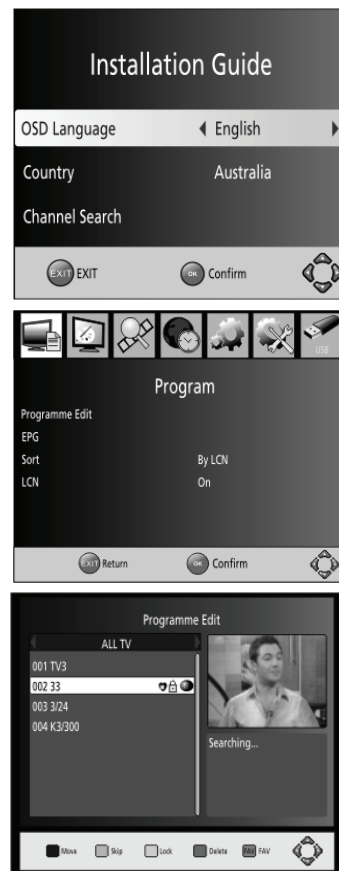 Installation Guide
OSD Language English
Country Australia
Channel Search
EXIT EXIT OK Confirm
USB
Program
Programme Edit
EPG
Sort By LCN
LCN On
EXIT Return OK Confirm
Programme Edit
ALL TV
001 TV3
002 33
003 3/24
004 K3/300
Searching...
Move Skip Lock Delete FAV FAV